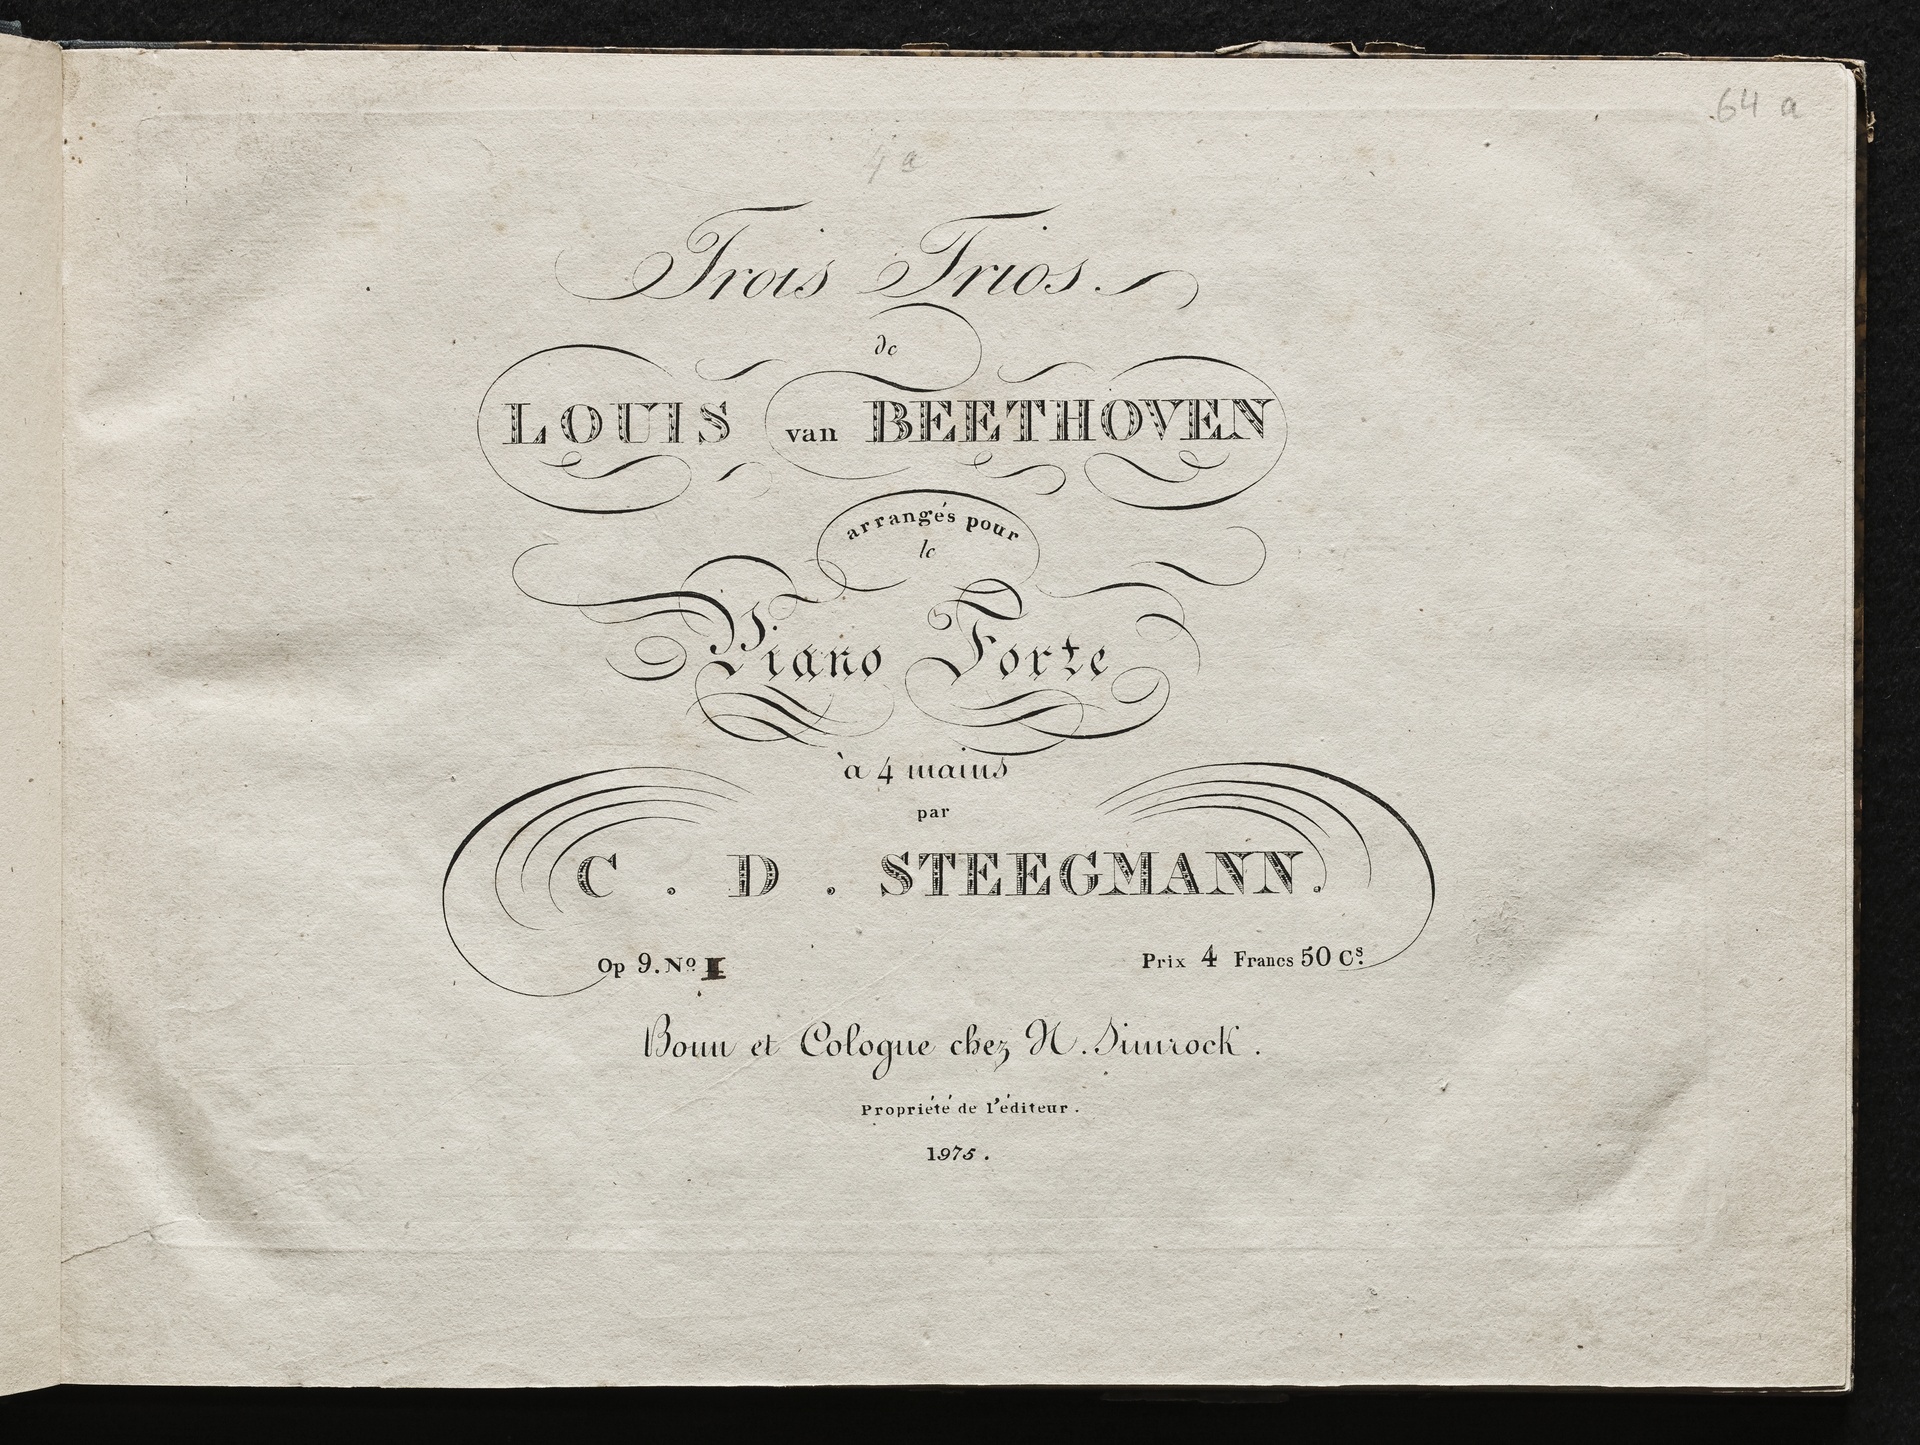 64 a
4 a
Trois Trios.
de
LOUIS van BEETHOVEN
arrangés pour
le
Piano Forte
à 4 mains
par
C. D. STEEGMANN.
Op 9. Nº I Prix 4 Francs 50 Cs.
Bonn et Cologne chez N. Simrock.
Propriété de l'éditeur.
1975.